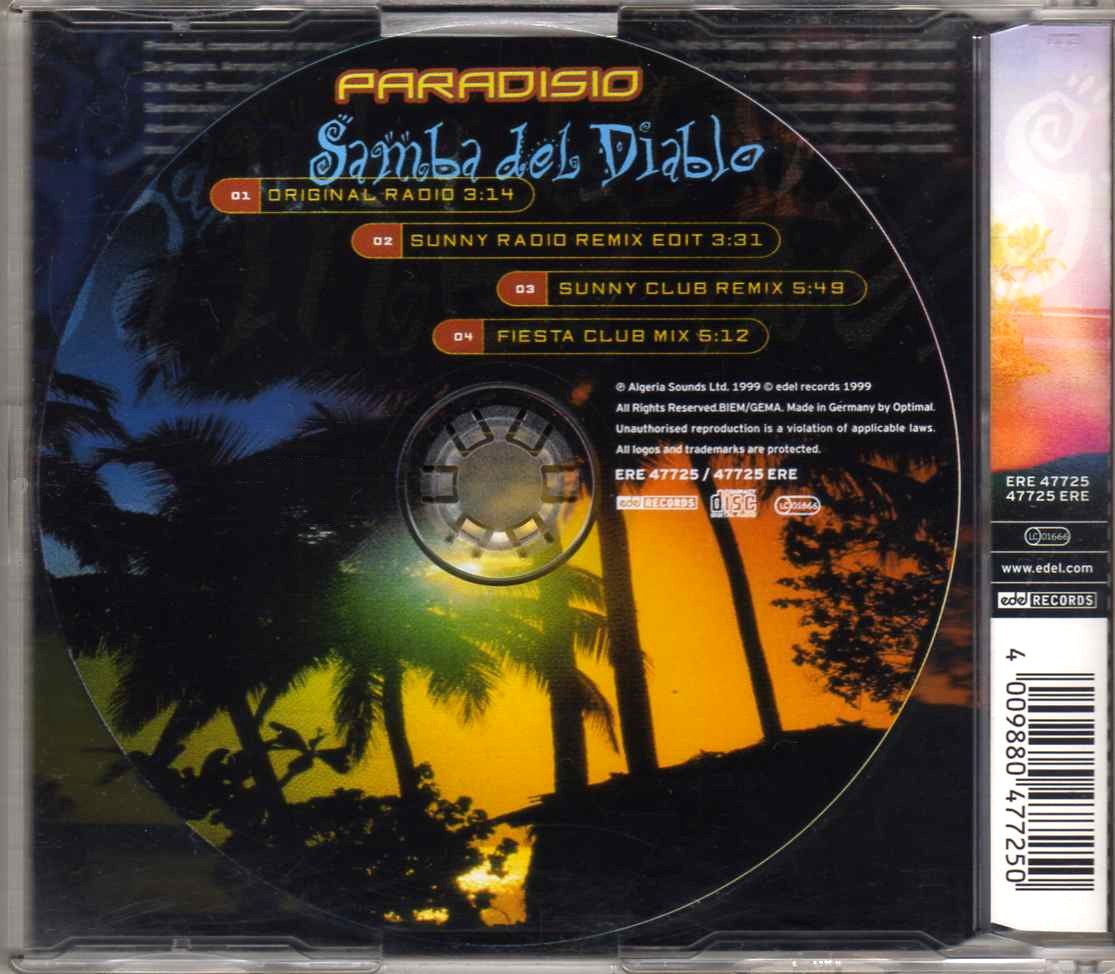 PARADISIO
Samba del Diablo
01 ORIGINAL RADIO 3:14
02 SUNNY RADIO REMIX EDIT 3:31
03 SUNNY CLUB REMIX 5:49
04 FIESTA CLUB MIX 5:12
℗ Algeria Sounds Ltd. 1999 © edel records 1999
All Rights Reserved.BIEM/GEMA. Made in Germany by Optimal.
Unauthorised reproduction is a violation of applicable laws.
All logos and trademarks are protected.
ERE 47725 / 47725 ERE
edel RECORDS disc LC 01666
ERE 47725
47725 ERE
LC 01666
www.edel.com
edel RECORDS
4 009880 477250